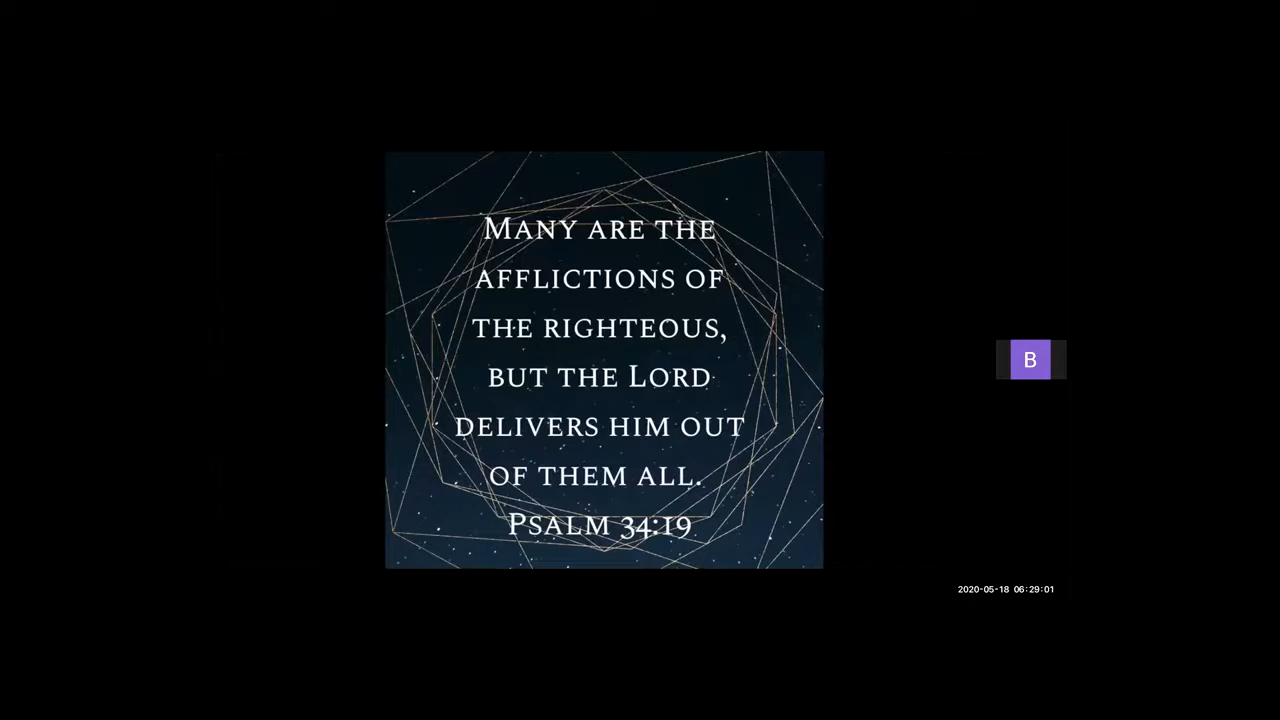 Many are the
afflictions of
the righteous,
but the Lord
delivers him out
of them all.
Psalm 34:19
B
2020-05-18 06:29:01